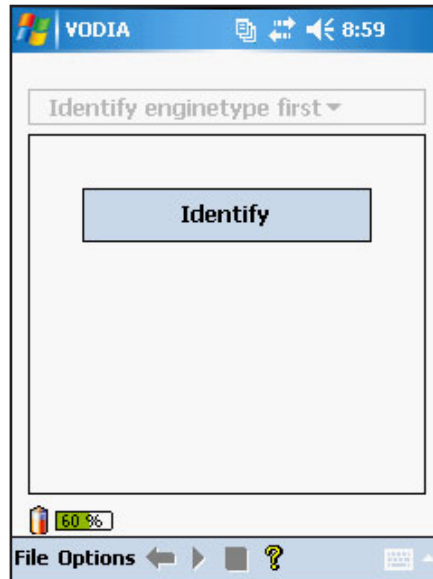 VODIA 8:59
Identify enginetype first
Identify
60 %
File Options ?